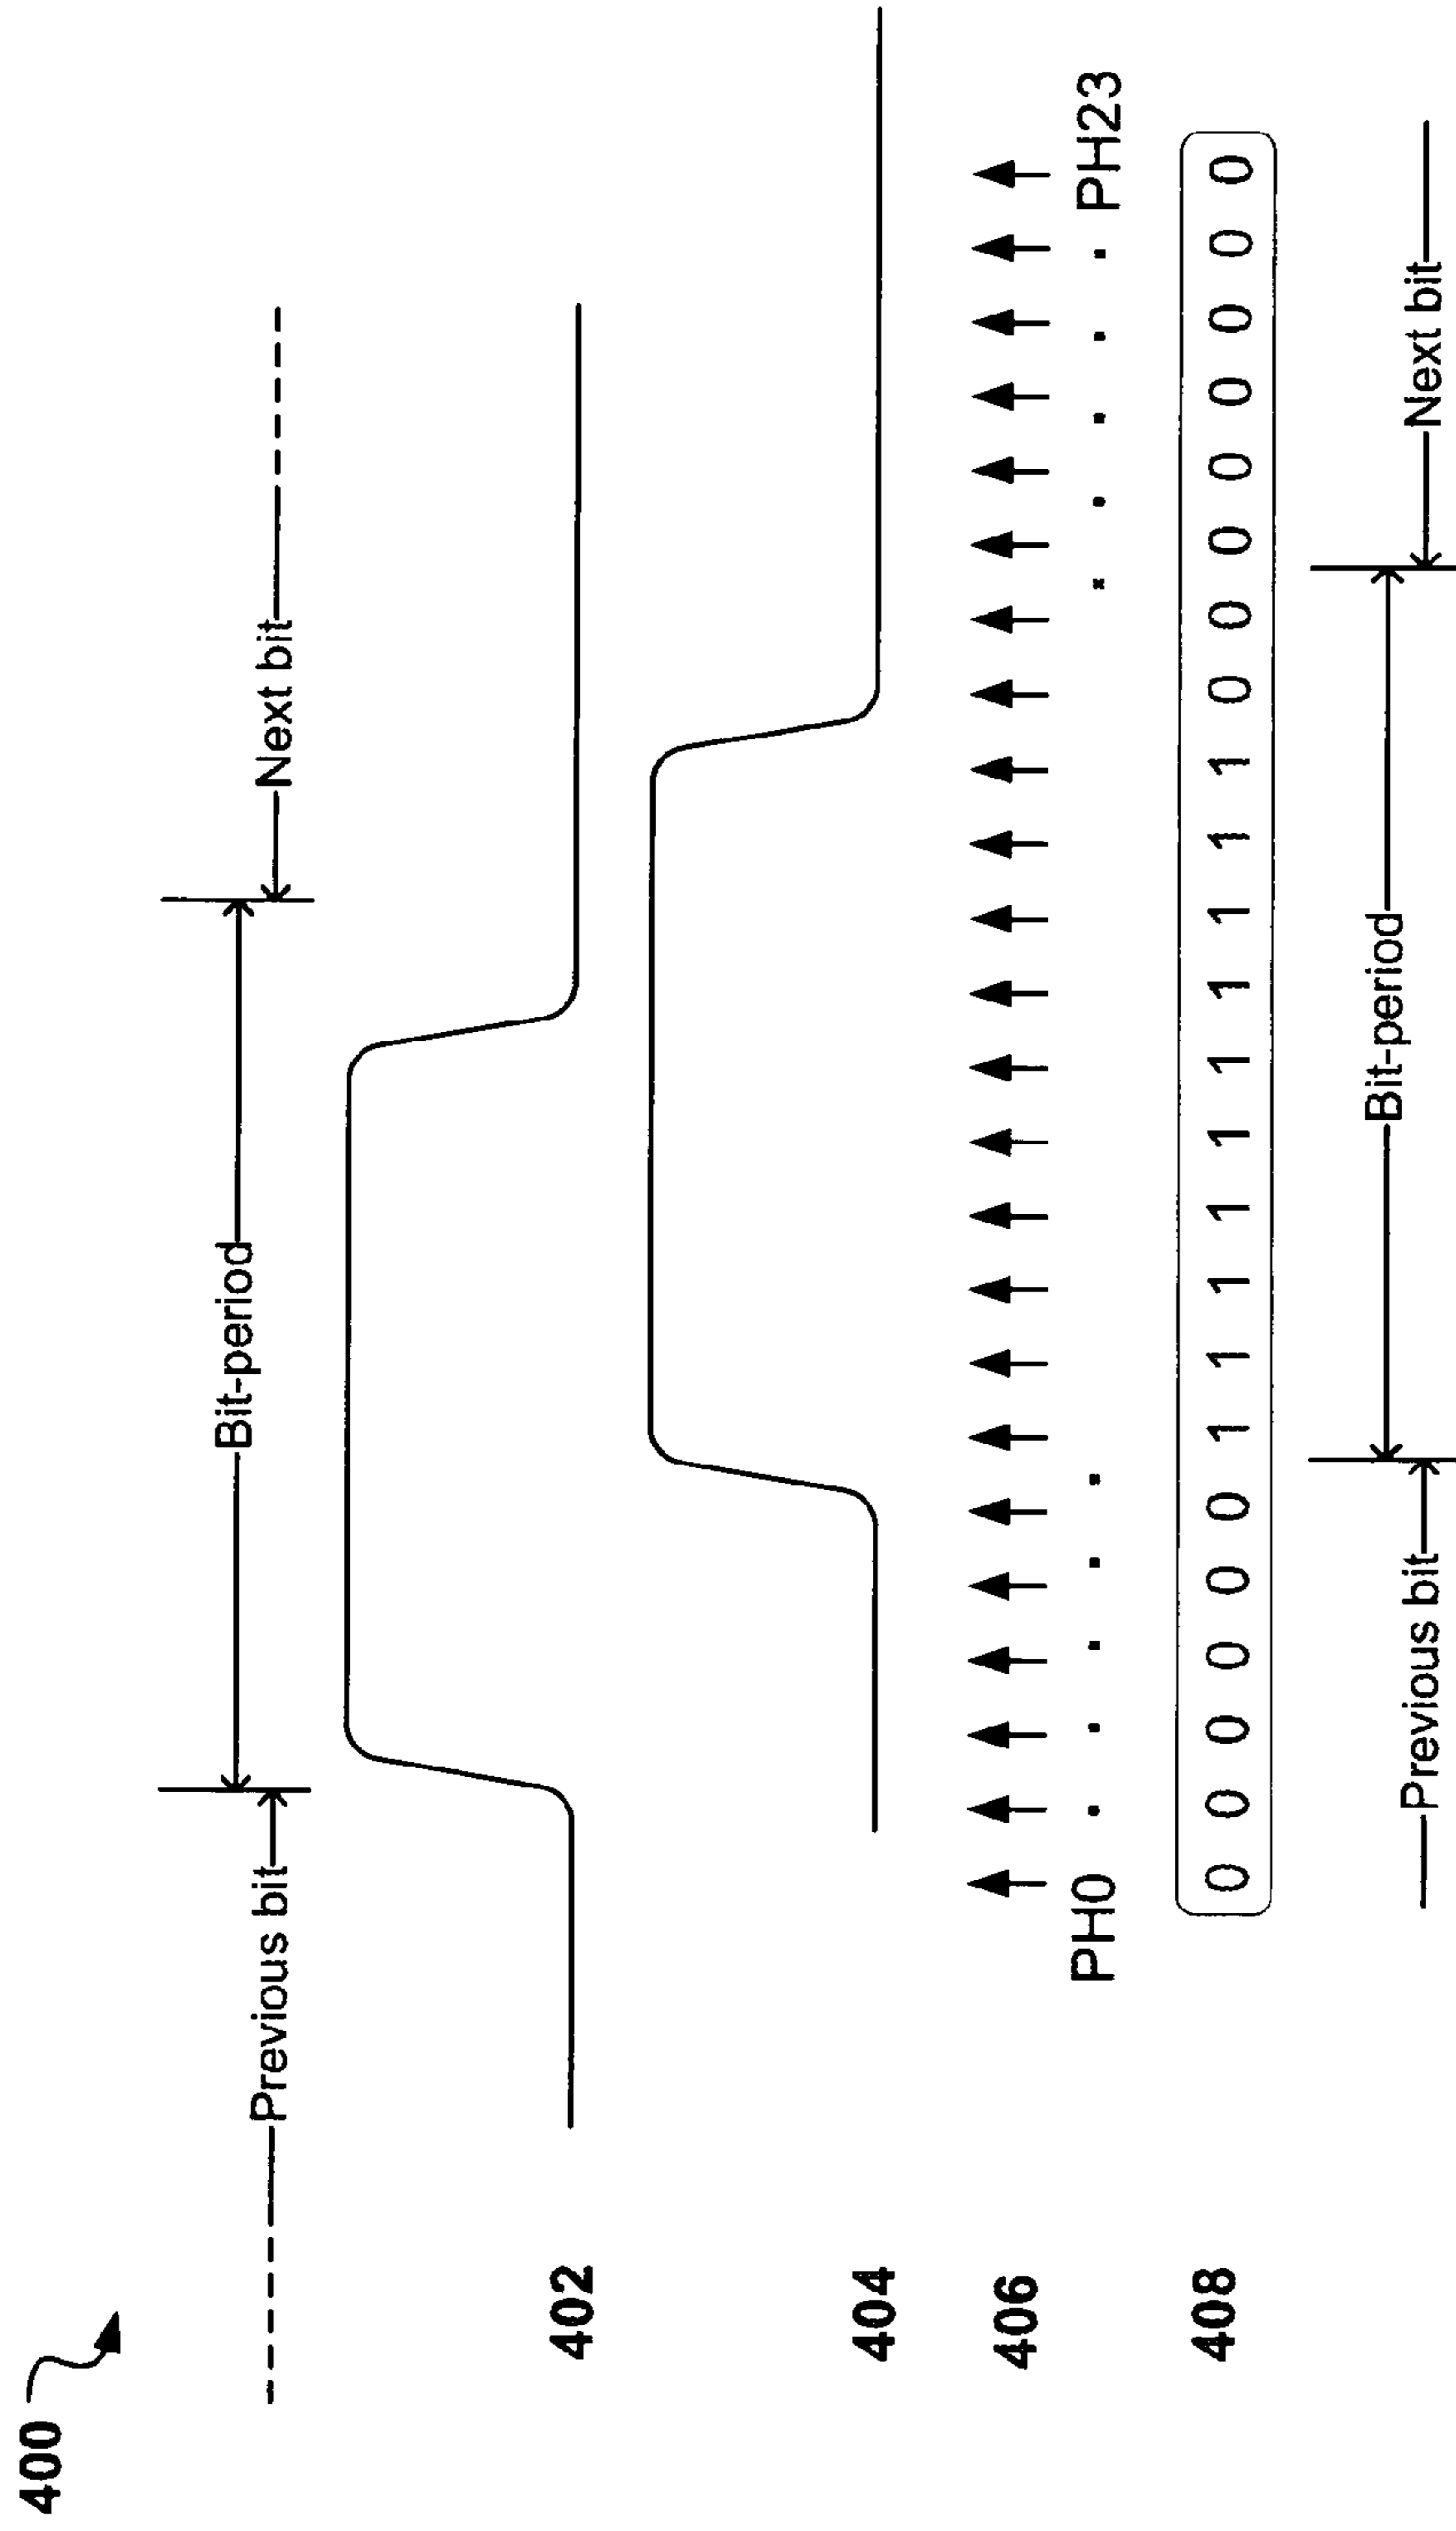 400
Bit-period
Previous bit Next bit
402
404
406
PH0 . . . . . . . . . . PH23
408 0 0 0 0 0 0 1 1 1 1 1 1 1 1 1 1 0 0 0 0 0 0 0 0
Bit-period
Previous bit Next bit